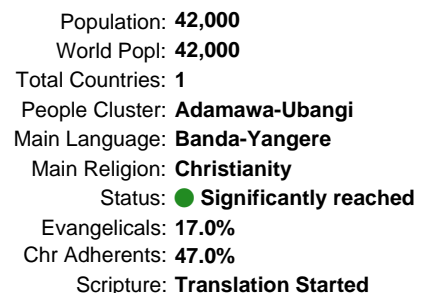 Population: 42,000
World Popl: 42,000
Total Countries: 1
People Cluster: Adamawa-Ubangi
Main Language: Banda-Yangere
Main Religion: Christianity
Status: Significantly reached
Evangelicals: 17.0%
Chr Adherents: 47.0%
Scripture: Translation Started